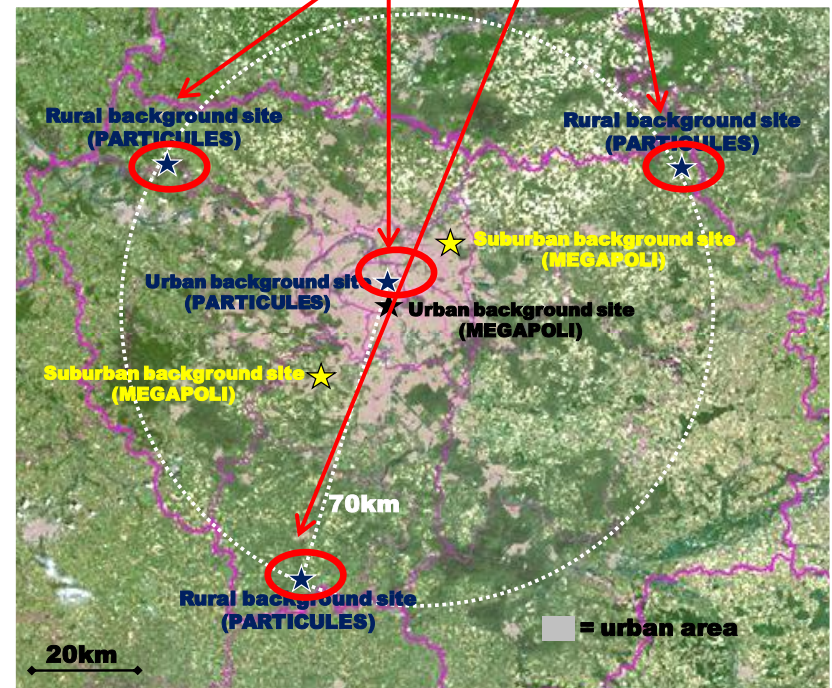 Rural background site
(PARTICULES)
Rural background site
(PARTICULES)
Suburban background site
(MEGAPOLI)
Urban background site
(PARTICULES)
Urban background site
(MEGAPOLI)
Suburban background site
(MEGAPOLI)
70km
Rural background site
(PARTICULES)
= urban area
20km